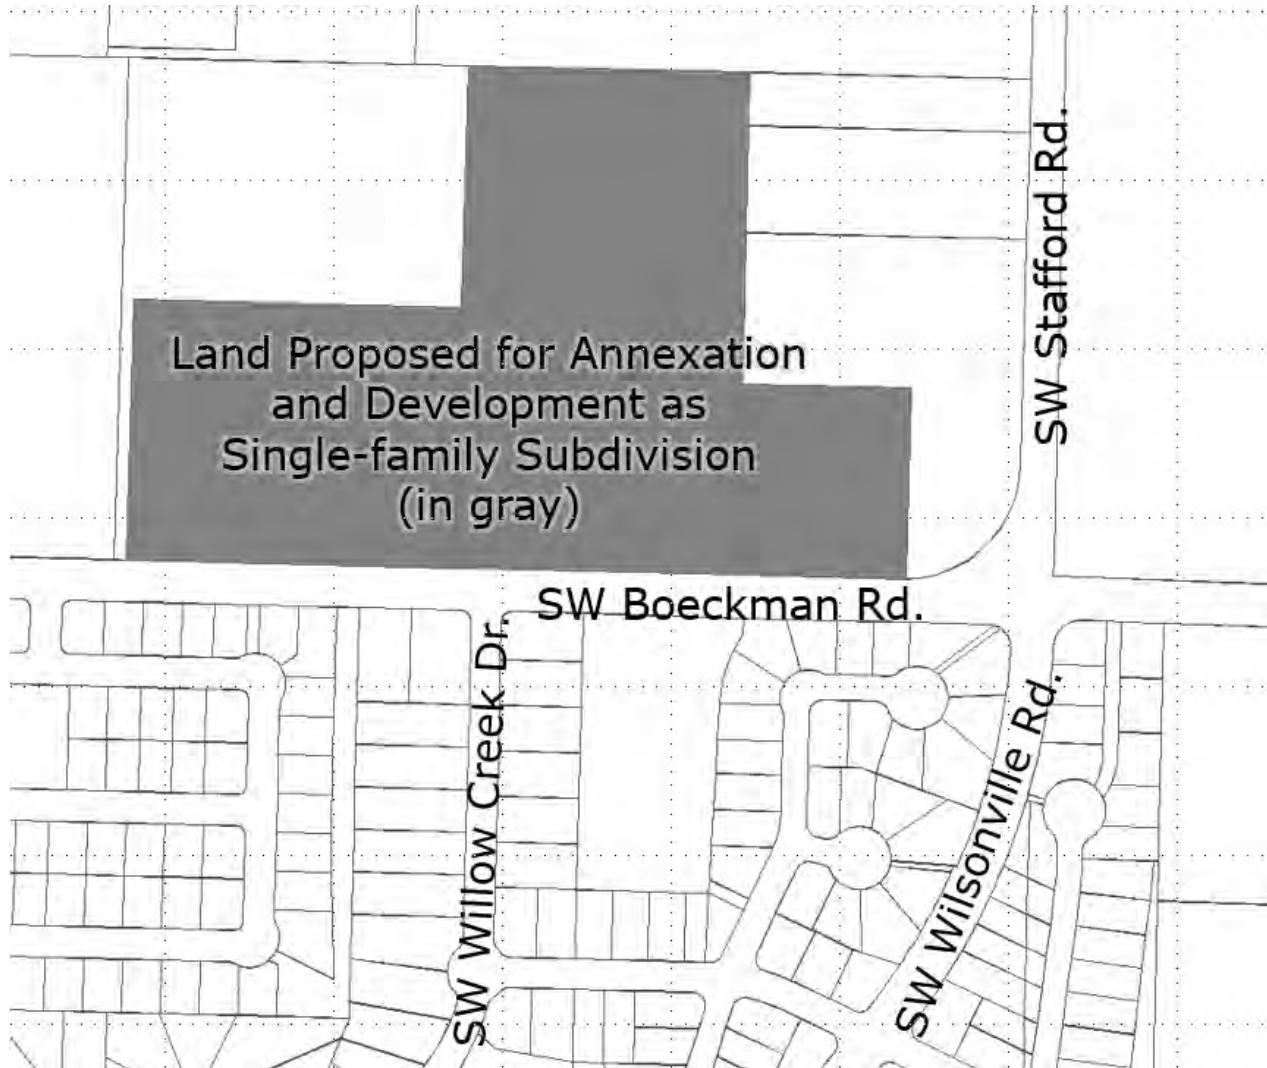 SW Stafford Rd.
Land Proposed for Annexation
and Development as
Single-family Subdivision
(in gray)
SW Boeckman Rd.
SW Willow Creek Dr.
SW Wilsonville Rd.